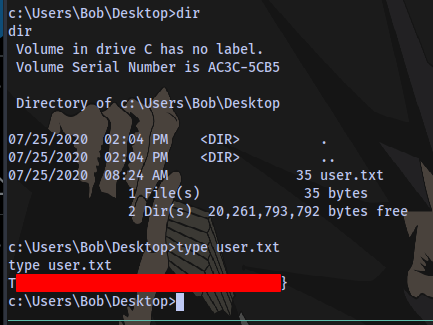 c:\Users\Bob\Desktop>dir
dir
 Volume in drive C has no label.
 Volume Serial Number is AC3C-5CB5

 Directory of c:\Users\Bob\Desktop

07/25/2020  02:04 PM    <DIR>          .
07/25/2020  02:04 PM    <DIR>          ..
07/25/2020  08:24 AM                35 user.txt
               1 File(s)             35 bytes
               2 Dir(s)  20,261,793,792 bytes free

c:\Users\Bob\Desktop>type user.txt
type user.txt
T}
c:\Users\Bob\Desktop>